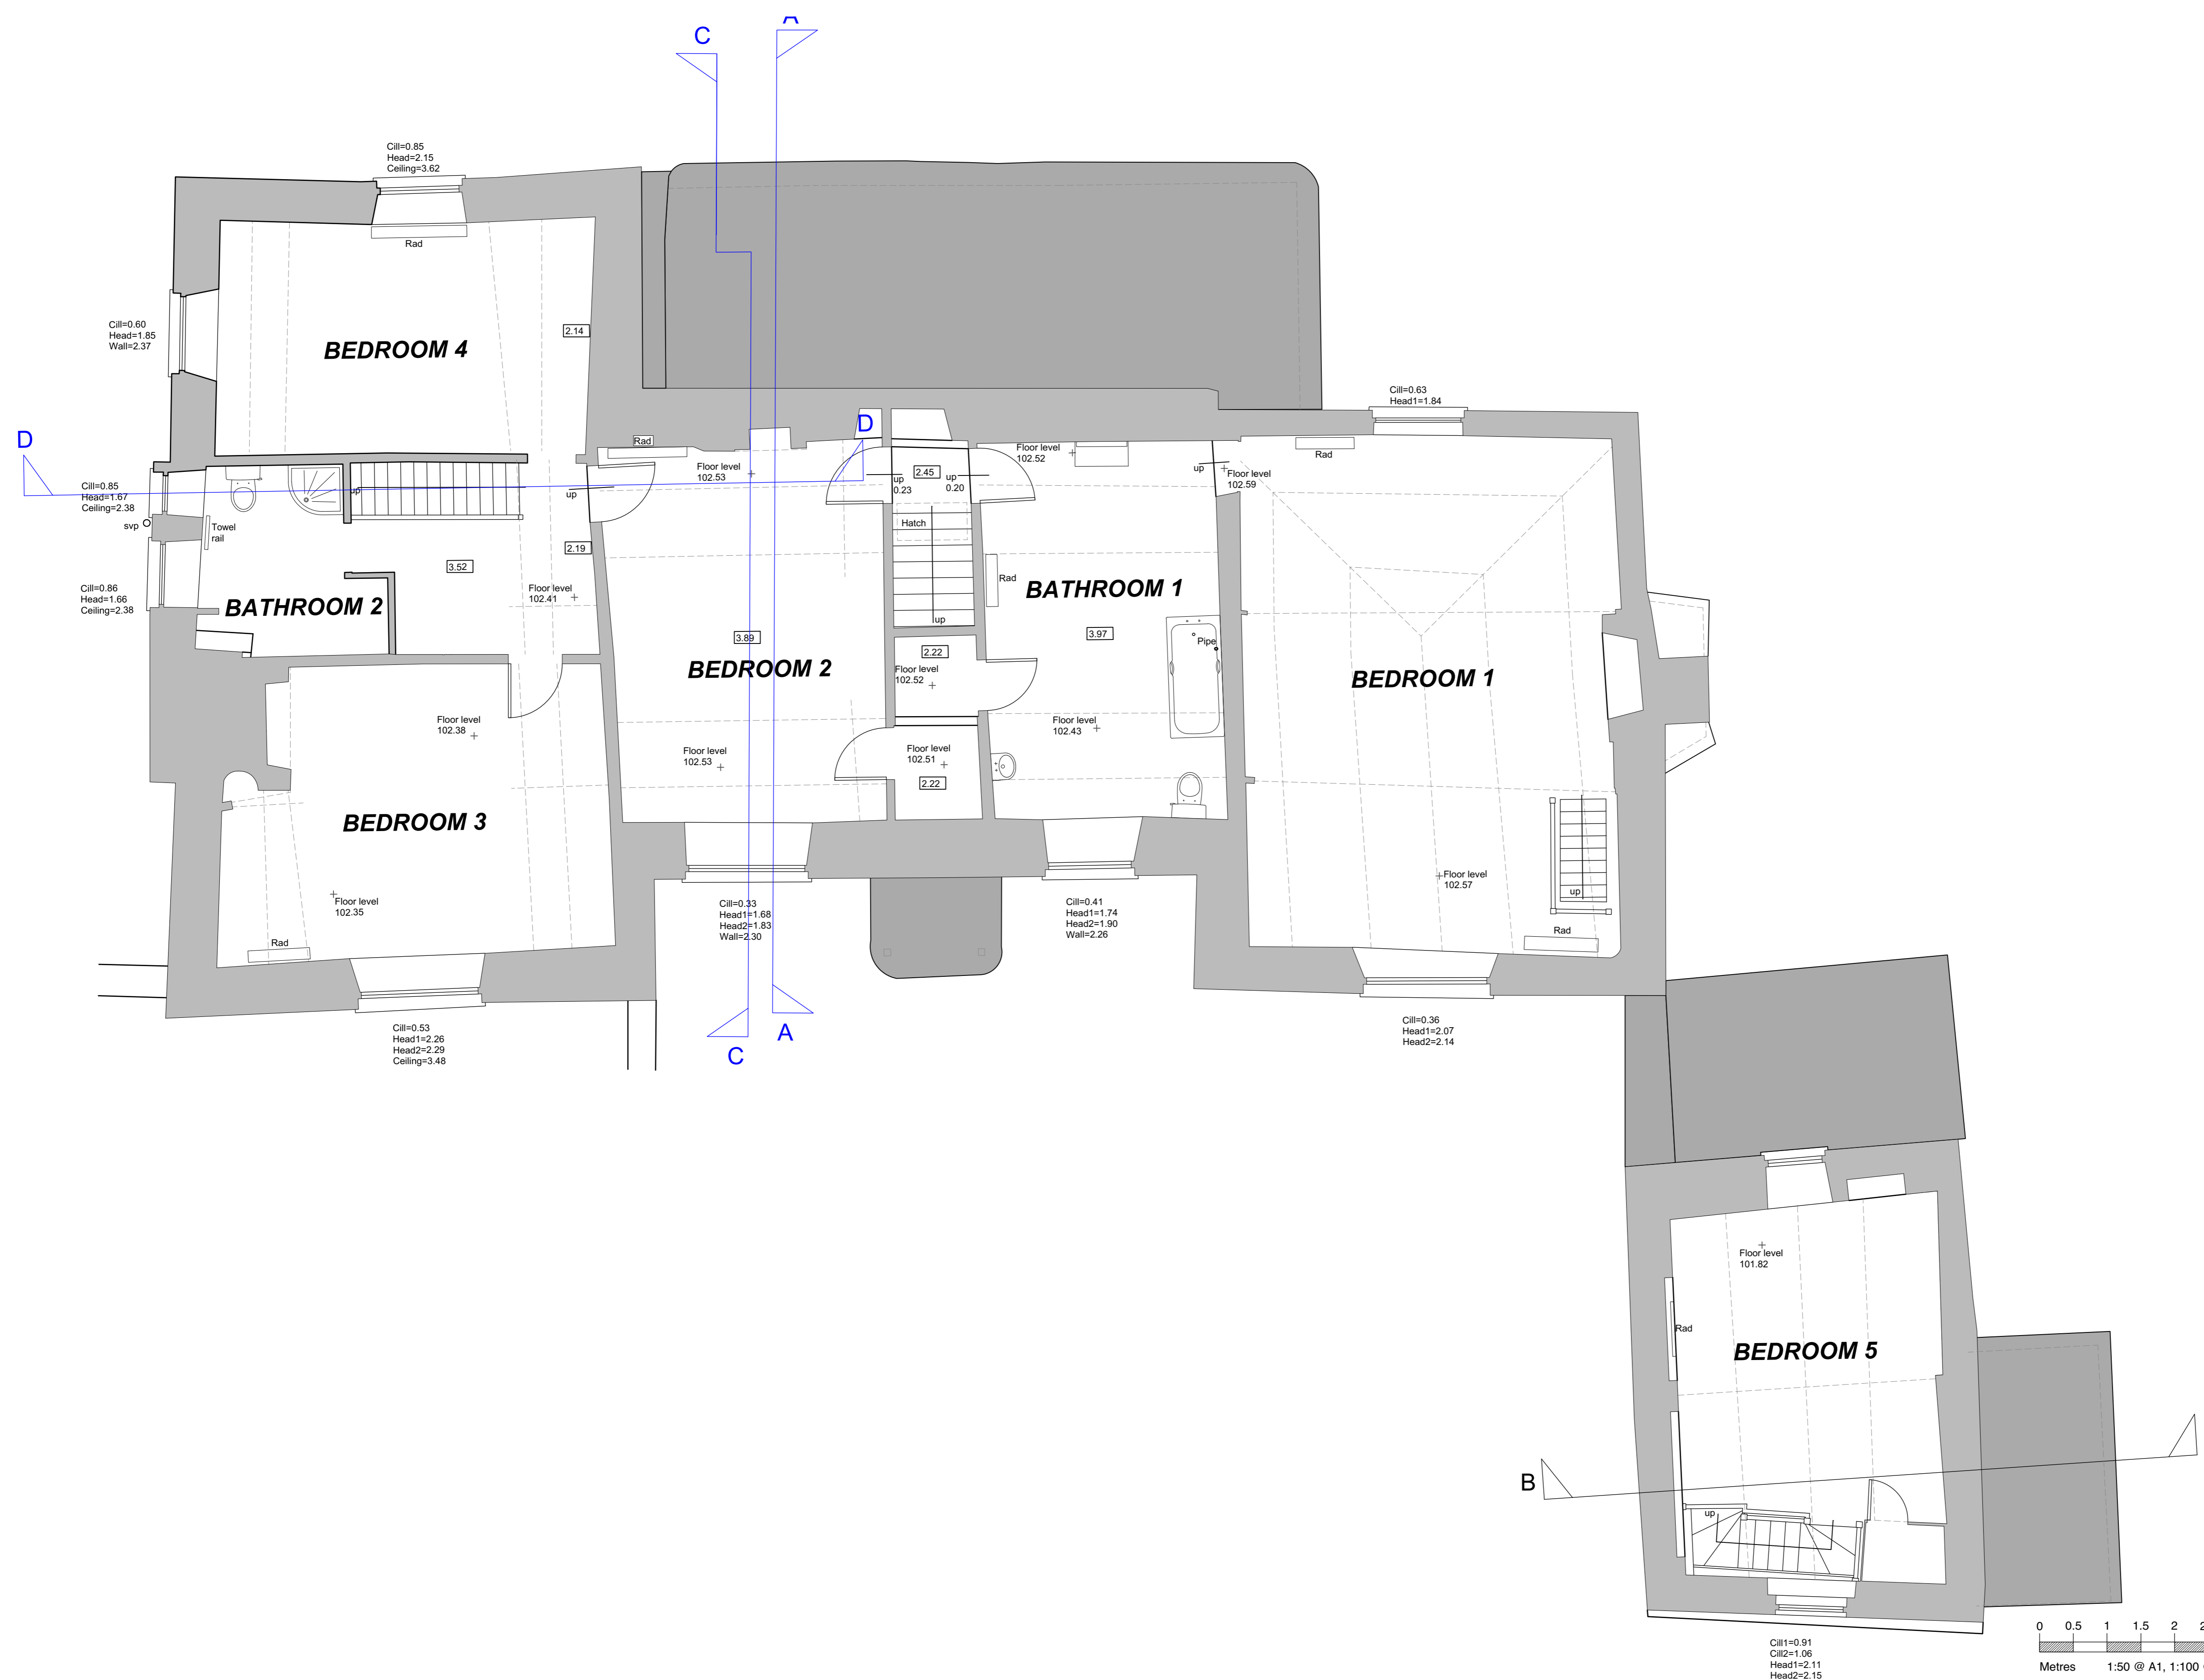 A
C
Cill=0.85
Head=2.15
Ceiling=3.62
Rad
Cill=0.60
Head=1.85
Wall=2.37
2.14
BEDROOM 4
Cill=0.63
Head1=1.84
D
D
Rad
Floor level
102.53
2.45
up
0.23
up
0.20
Floor level
102.52
up
Floor level
102.59
Rad
Cill=0.85
Head=1.67
Ceiling=2.38
svp
up
up
Towel
rail
Hatch
2.19
3.52
Floor level
102.41
Rad
Cill=0.86
Head=1.66
Ceiling=2.38
BATHROOM 2
BATHROOM 1
up
3.89
3.97
Pipe
BEDROOM 2
2.22
Floor level
102.52
BEDROOM 1
Floor level
102.38
Floor level
102.53
Floor level
102.51
2.22
Floor level
102.43
BEDROOM 3
Floor level
102.35
Rad
Floor level
102.57
up
Rad
Cill=0.33
Head1=1.68
Head2=1.83
Wall=2.30
Cill=0.41
Head1=1.74
Head2=1.90
Wall=2.26
Cill=0.53
Head1=2.26
Head2=2.29
Ceiling=3.48
C
A
Cill=0.36
Head1=2.07
Head2=2.14
Floor level
101.82
Rad
BEDROOM 5
B
up
Cill1=0.91
Cill2=1.06
Head1=2.11
Head2=2.15
0 0.5 1 1.5 2 2
Metres 1:50 @ A1, 1:100